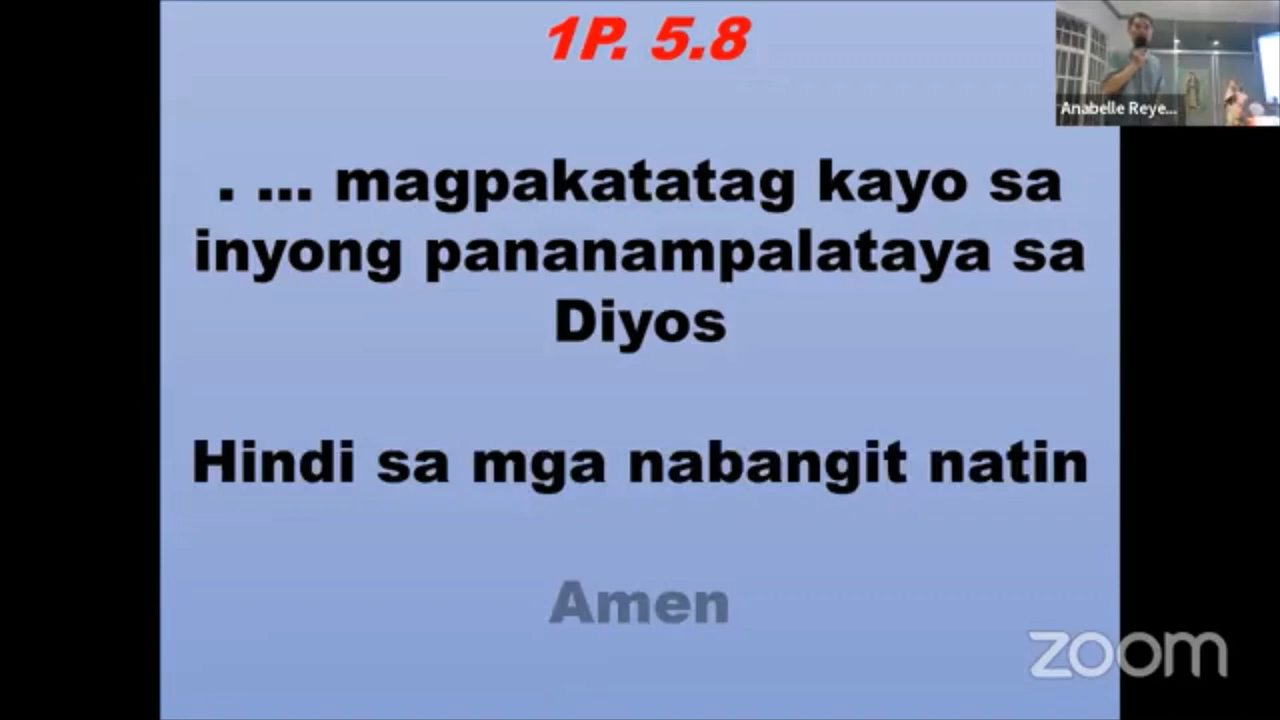 1P. 5.8
Anabelle Reye...
. ... magpakatatag kayo sa
inyong pananampalataya sa
Diyos
Hindi sa mga nabangit natin
Amen
zoom